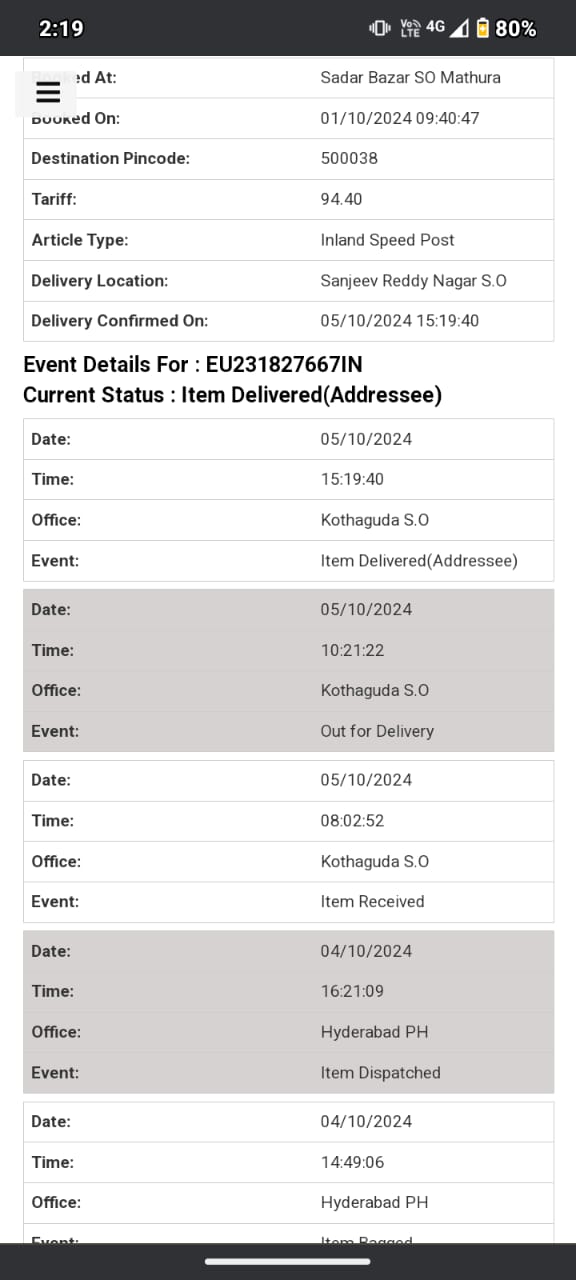 2:19 Vo LTE 4G 80%
Booked At: Sadar Bazar SO Mathura
Booked On: 01/10/2024 09:40:47
Destination Pincode: 500038
Tariff: 94.40
Article Type: Inland Speed Post
Delivery Location: Sanjeev Reddy Nagar S.O
Delivery Confirmed On: 05/10/2024 15:19:40
Event Details For : EU231827667IN
Current Status : Item Delivered(Addressee)
Date: 05/10/2024
Time: 15:19:40
Office: Kothaguda S.O
Event: Item Delivered(Addressee)
Date: 05/10/2024
Time: 10:21:22
Office: Kothaguda S.O
Event: Out for Delivery
Date: 05/10/2024
Time: 08:02:52
Office: Kothaguda S.O
Event: Item Received
Date: 04/10/2024
Time: 16:21:09
Office: Hyderabad PH
Event: Item Dispatched
Date: 04/10/2024
Time: 14:49:06
Office: Hyderabad PH
Event: Item Bagged